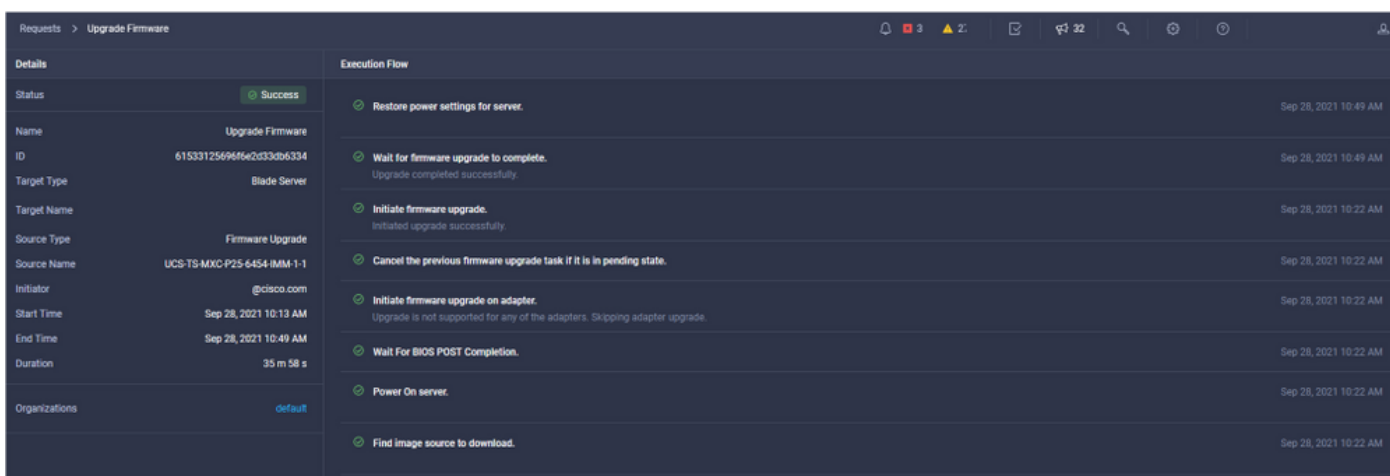 Requests > Upgrade Firmware
3
32
Details
Status Success
Name Upgrade Firmware
ID 61533125696f6e2d33db6334
Target Type Blade Server
Target Name
Source Type Firmware Upgrade
Source Name UCS-TS-MXC-P25-6454-IMM-1-1
Initiator @cisco.com
Start Time Sep 28, 2021 10:13 AM
End Time Sep 28, 2021 10:49 AM
Duration 35 m 58 s
Organizations default
Execution Flow
Restore power settings for server. Sep 28, 2021 10:49 AM
Wait for firmware upgrade to complete. Sep 28, 2021 10:49 AM
Upgrade completed successfully.
Initiate firmware upgrade. Sep 28, 2021 10:22 AM
Initiated upgrade successfully.
Cancel the previous firmware upgrade task if it is in pending state. Sep 28, 2021 10:22 AM
Initiate firmware upgrade on adapter. Sep 28, 2021 10:22 AM
Upgrade is not supported for any of the adapters. Skipping adapter upgrade.
Wait For BIOS POST Completion. Sep 28, 2021 10:22 AM
Power On server. Sep 28, 2021 10:22 AM
Find image source to download. Sep 28, 2021 10:22 AM